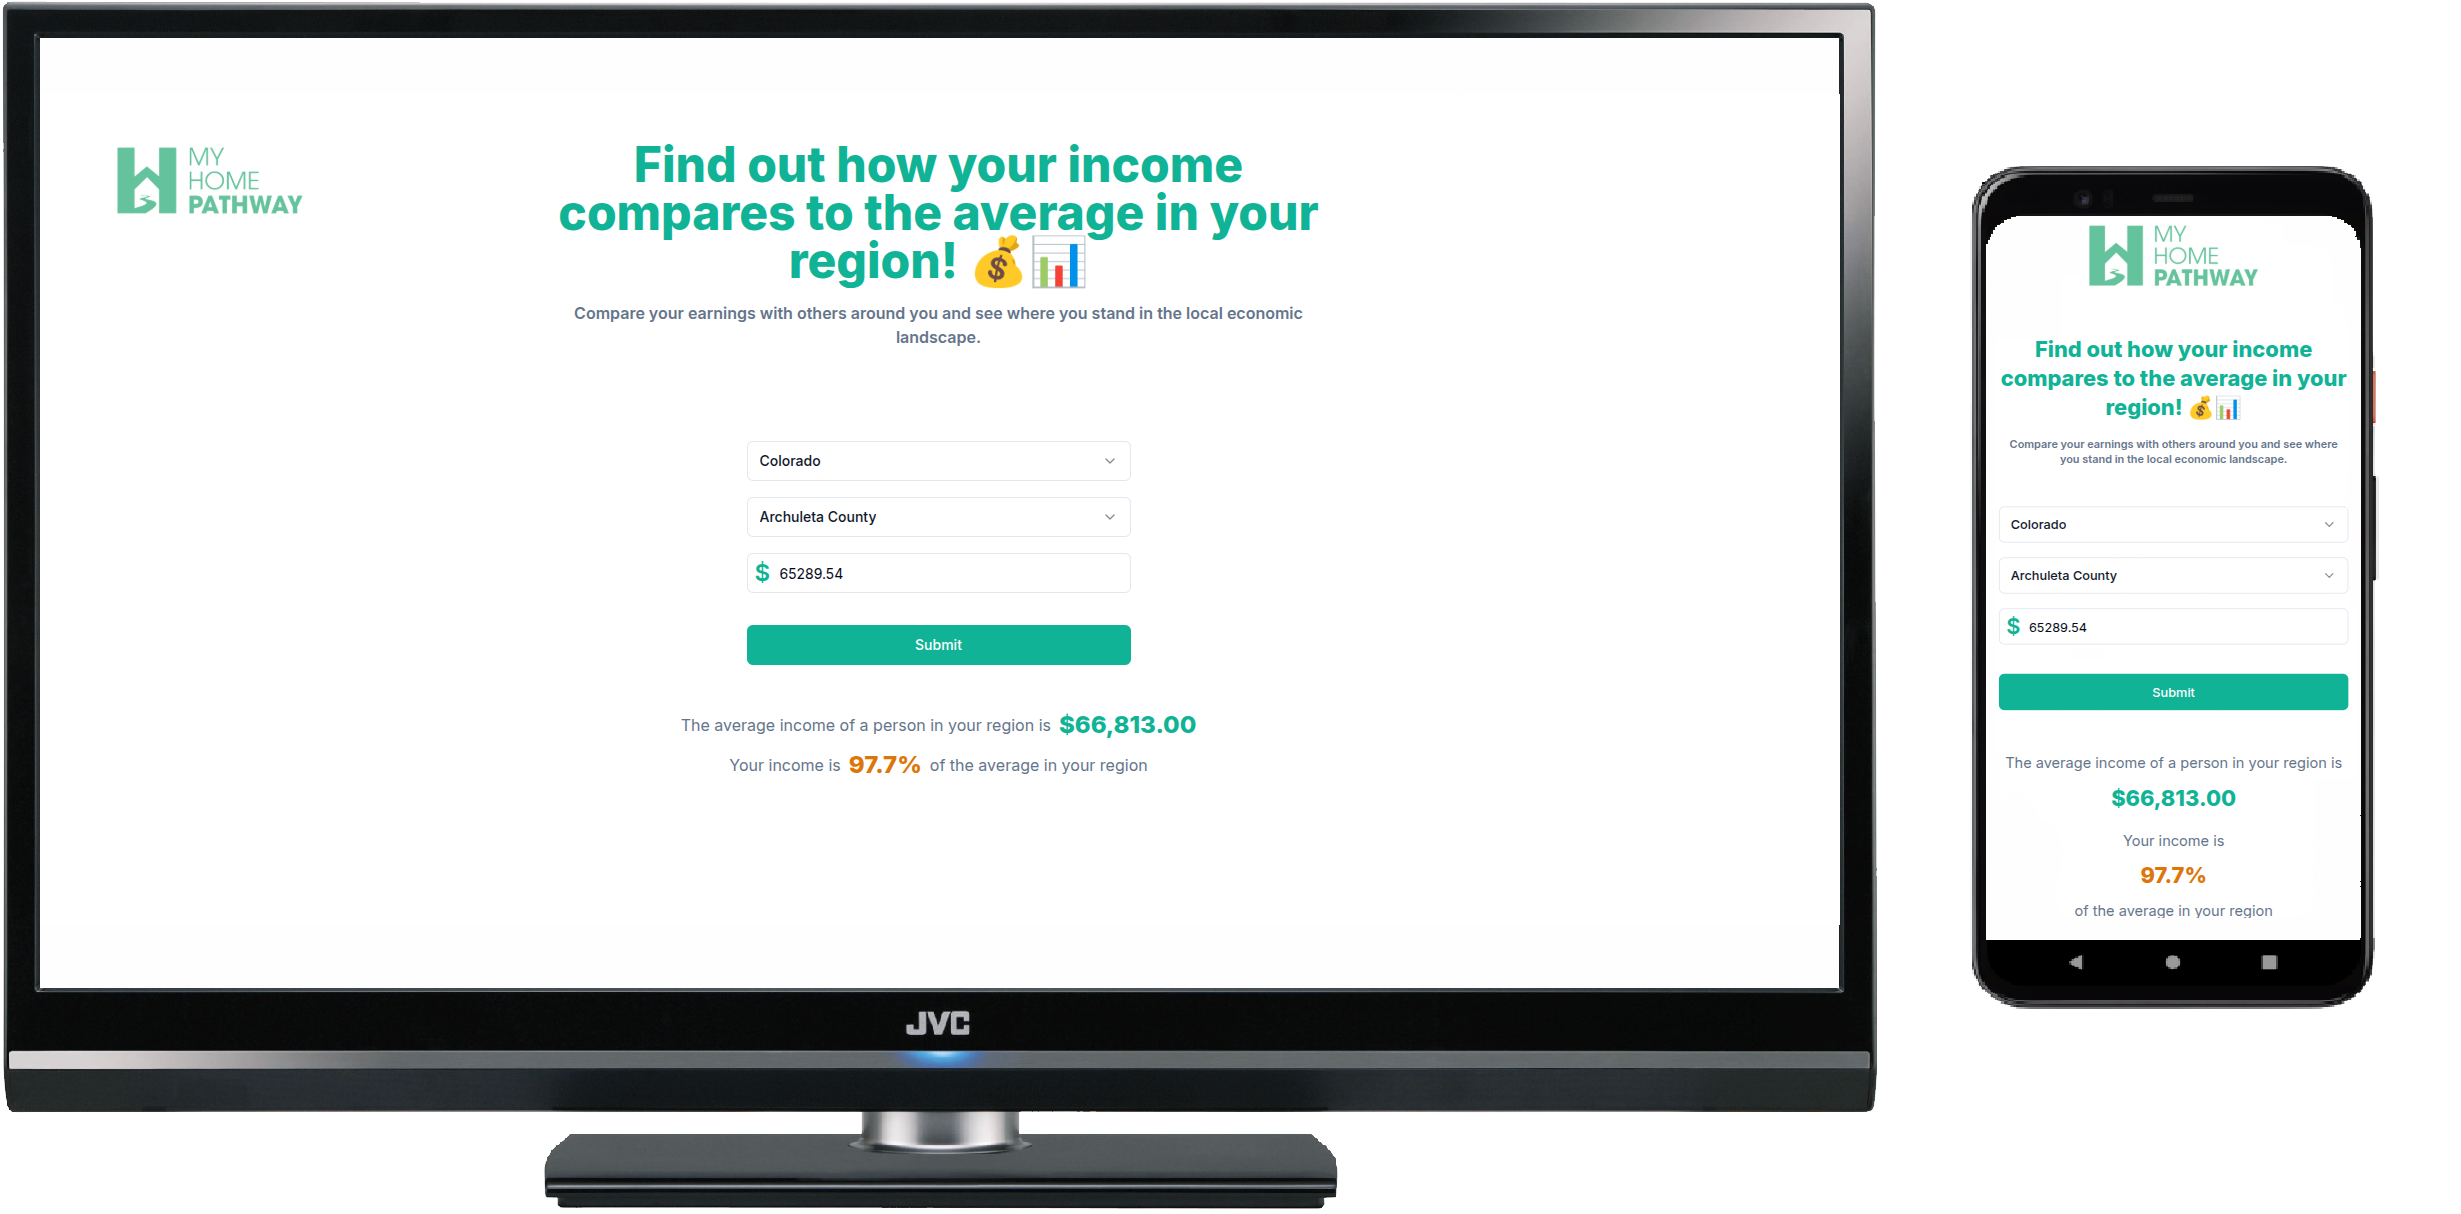 MY
HOME
PATHWAY
Find out how your income
compares to the average in your
region! 💰📊
Compare your earnings with others around you and see where you stand in the local economic
landscape.
Colorado
Archuleta County
$ 65289.54
Submit
The average income of a person in your region is $66,813.00
Your income is 97.7% of the average in your region
JVC
MY
HOME
PATHWAY
Find out how your income
compares to the average in your
region! 💰📊
Compare your earnings with others around you and see where
you stand in the local economic landscape.
Colorado
Archuleta County
$ 65289.54
Submit
The average income of a person in your region is
$66,813.00
Your income is
97.7%
of the average in your region